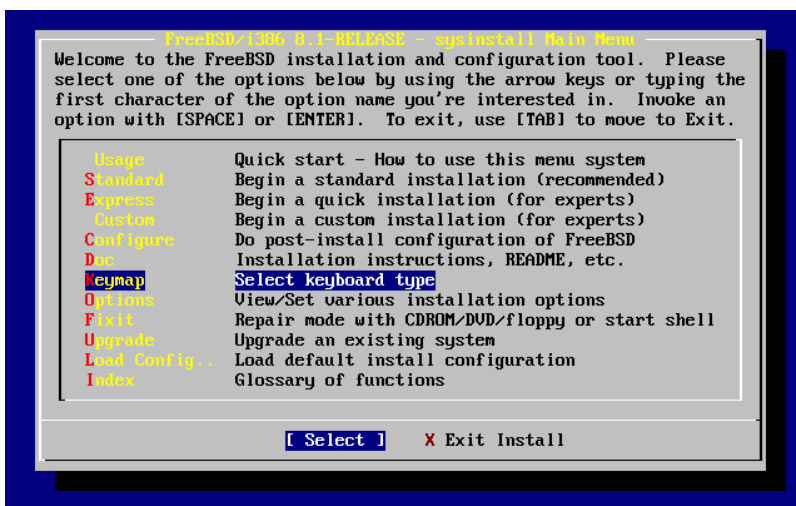 FreeBSD/i386 8.1-RELEASE - sysinstall Main Menu
Welcome to the FreeBSD installation and configuration tool.  Please
select one of the options below by using the arrow keys or typing the
first character of the option name you're interested in.  Invoke an
option with [SPACE] or [ENTER].  To exit, use [TAB] to move to Exit.
Usage Quick start - How to use this menu system
Standard Begin a standard installation (recommended)
Express Begin a quick installation (for experts)
Custom Begin a custom installation (for experts)
Configure Do post-install configuration of FreeBSD
Doc Installation instructions, README, etc.
Keymap Select keyboard type
Options View/Set various installation options
Fixit Repair mode with CDROM/DVD/floppy or start shell
Upgrade Upgrade an existing system
Load Config.. Load default install configuration
Index Glossary of functions
[ Select ] X Exit Install